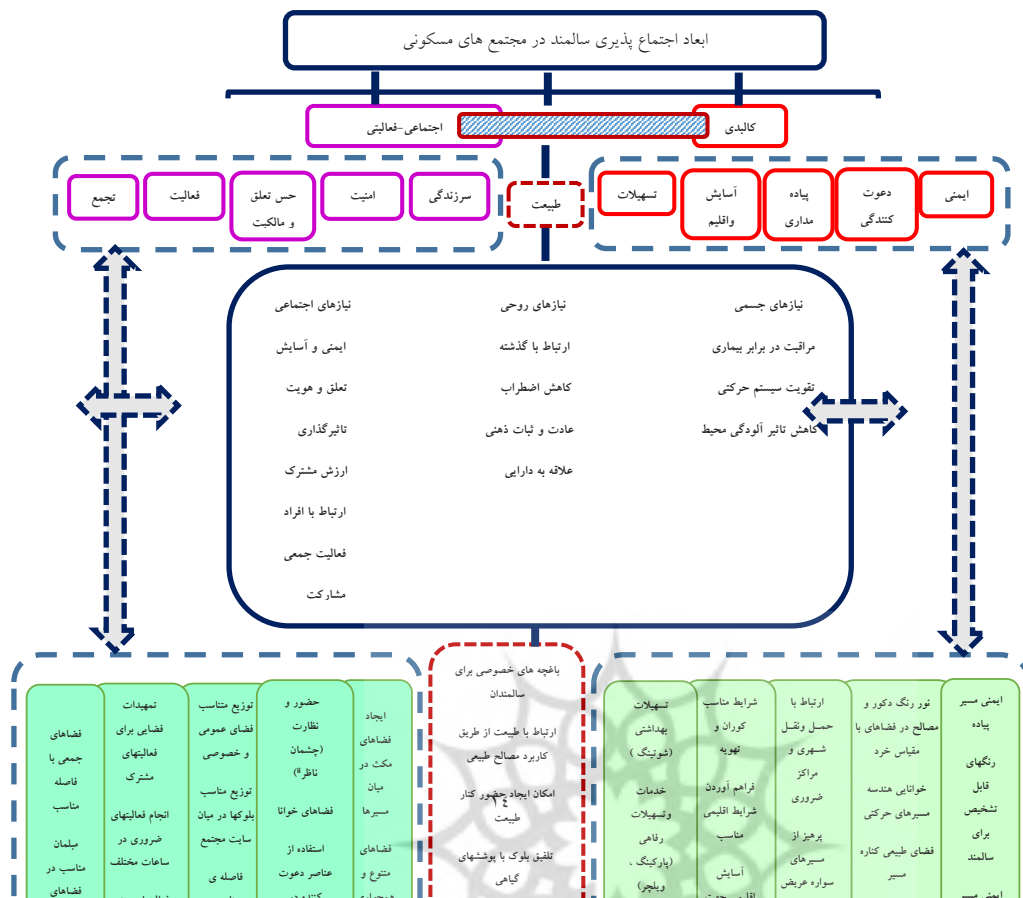 ابعاد اجتماع پذیری سالمند در مجتمع های مسکونی
کالبدی
اجتماعی-فعالیتی
ایمنی
دعوت
کنندگی
پیاده
مداری
آسایش
واقلیم
تسهیلات
طبیعت
سرزندگی
امنیت
حس تعلق
و مالکیت
فعالیت
تجمع
نیازهای جسمی
مراقبت در برابر بیماری
تقویت سیستم حرکتی
کاهش تاثیر آلودگی محیط
نیازهای روحی
ارتباط با گذشته
کاهش اضطراب
عادت و ثبات ذهنی
علاقه به دارایی
نیازهای اجتماعی
ایمنی و آسایش
تعلق و هویت
تاثیرگذاری
ارزش مشترک
ارتباط با افراد
فعالیت جمعی
مشارکت
ایمنی مسیر
پیاده
رنگهای
قابل
تشخیص
برای
سالمند
ایمنی مسیر
نور رنگ دکور و
مصالح در فضاهای با
مقیاس خرد
خوانایی هندسه
مسیرهای حرکتی
فضای طبیعی کناره
مسیر
ارتباط با
حمل ونقل
شهری و
مراکز
ضروری
پرهیز از
مسیرهای
سواره عریض
شرایط مناسب
کوران و
تهویه
فراهم آوردن
شرایط اقلیمی
مناسب
آسایش
تسهیلات
بهداشتی
(شوتینگ )
خدمات
وتسهیلات
رفاهی
(پارکینگ ،
ویلچر)
باغچه های خصوصی برای
سالمندان
ارتباط با طبیعت از طریق
کاربرد مصالح طبیعی
امکان ایجاد حضور کنار
طبیعت
۱٤
تلفیق بلوک با پوششهای
گیاهی
ایجاد
فضاهای
مکث در
میان
مسیرها
فضاهای
متنوع و
حضور و
نظارت
(چشمان
ناظر)
فضاهای خوانا
استفاده از
عناصر دعوت
توزیع متناسب
فضای عمومی
و خصوصی
توزیع مناسب
بلوکها در میان
سایت مجتمع
فاصله ی
تمهیدات
فضایی برای
فعالیتهای
مشترک
انجام فعالیتهای
ضروری در
ساعات مختلف
فضاهای
جمعی با
فاصله
مناسب
مبلمان
مناسب در
فضاهای